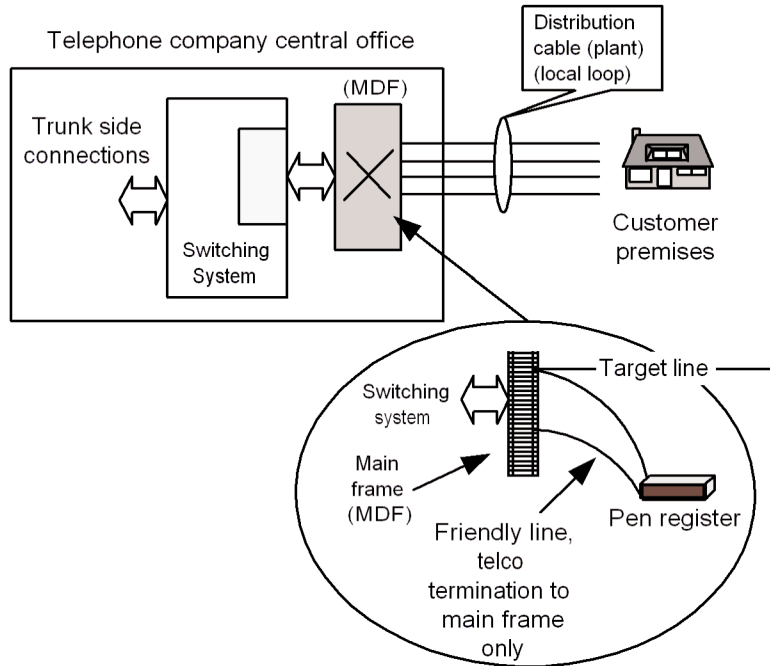 Telephone company central office
Distribution
cable (plant)
(local loop)
(MDF)
Trunk side
connections
Switching
System
Customer
premises
Target line
Switching
system
Main
frame
(MDF)
Pen register
Friendly line,
telco
termination to
main frame
only